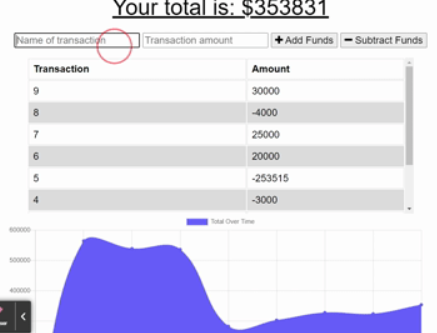 Your total is: $353831
Name of transaction Transaction amount + Add Funds − Subtract Funds
Transaction Amount
9 30000
8 -4000
7 25000
6 20000
5 -253515
4 -3000
Total Over Time
600000
500000
400000